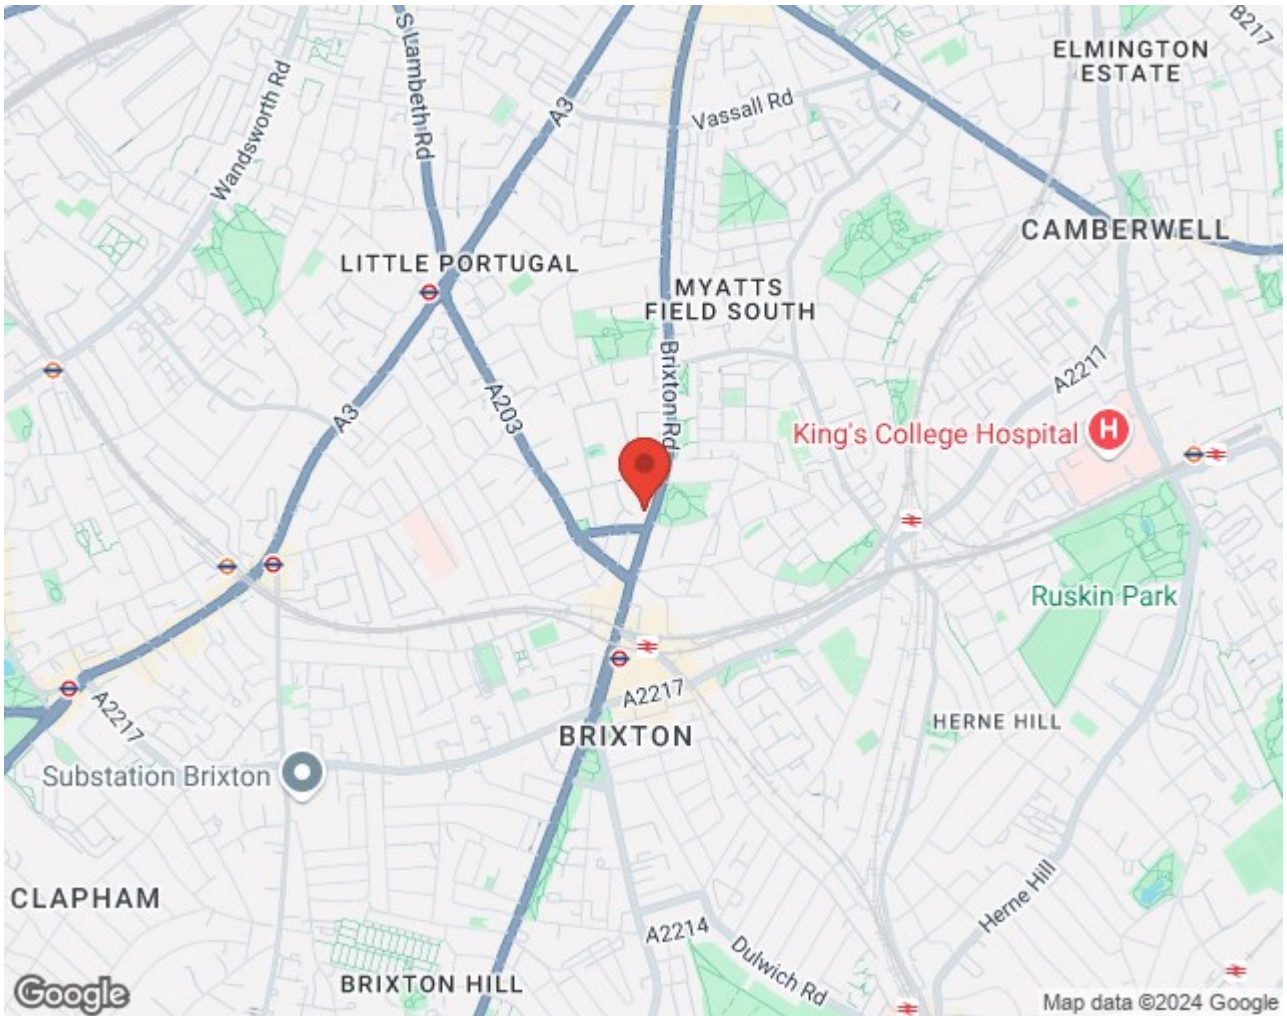 B217
ELMINGTON
ESTATE
S Lambeth Rd
A3
Wandsworth Rd
Vassall Rd
CAMBERWELL
LITTLE PORTUGAL
MYATTS
FIELD SOUTH
Brixton Rd
A2217
A203
A3
King's College Hospital
H
Ruskin Park
A2217
A2217
BRIXTON
HERNE HILL
Substation Brixton
CLAPHAM
Herne Hill
A2214
Dulwich Rd
BRIXTON HILL
Google
Map data ©2024 Google